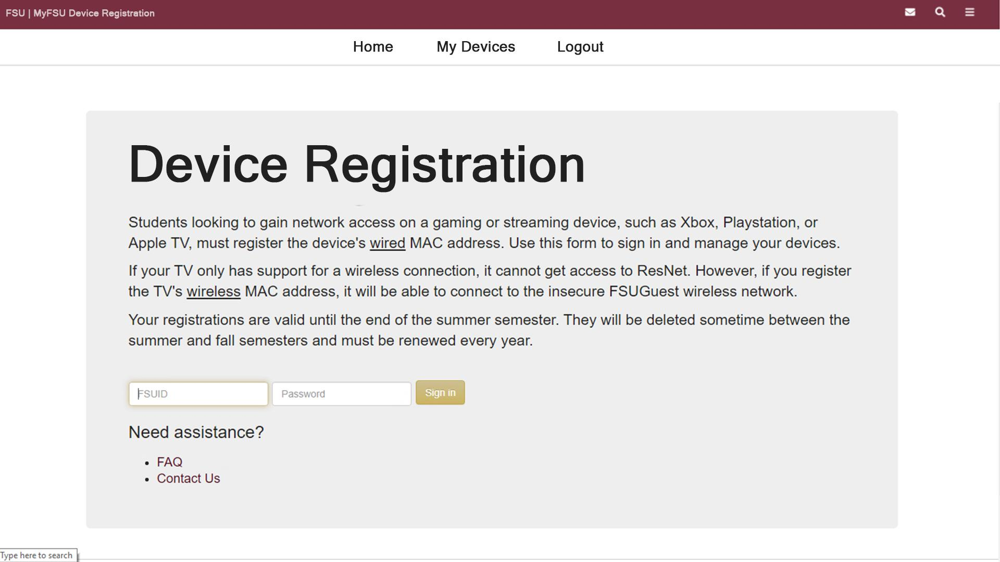 FSU | MyFSU Device Registration
Home My Devices Logout
Device Registration
Students looking to gain network access on a gaming or streaming device, such as Xbox, Playstation, or
Apple TV, must register the device's wired MAC address. Use this form to sign in and manage your devices.
If your TV only has support for a wireless connection, it cannot get access to ResNet. However, if you register
the TV's wireless MAC address, it will be able to connect to the insecure FSUGuest wireless network.
Your registrations are valid until the end of the summer semester. They will be deleted sometime between the
summer and fall semesters and must be renewed every year.
FSUID Password Sign in
Need assistance?
• FAQ
• Contact Us
Type here to search